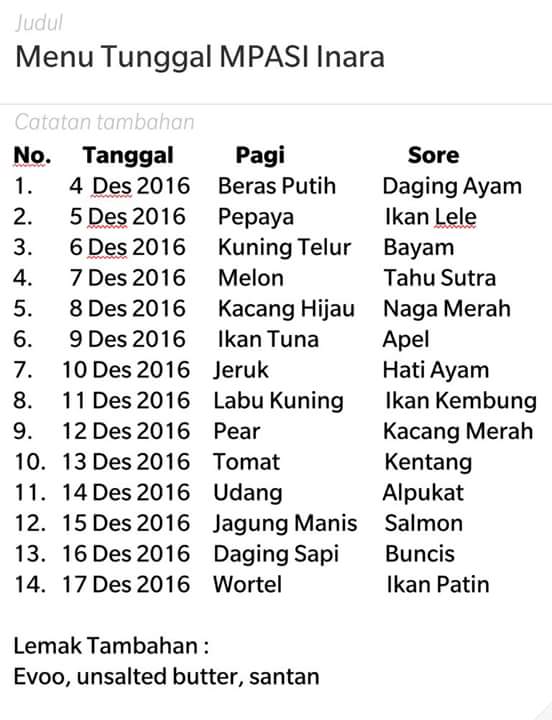 Judul
Menu Tunggal MPASI Inara
Catatan tambahan
No. Tanggal Pagi Sore
1. 4 Des 2016 Beras Putih Daging Ayam
2. 5 Des 2016 Pepaya Ikan Lele
3. 6 Des 2016 Kuning Telur Bayam
4. 7 Des 2016 Melon Tahu Sutra
5. 8 Des 2016 Kacang Hijau Naga Merah
6. 9 Des 2016 Ikan Tuna Apel
7. 10 Des 2016 Jeruk Hati Ayam
8. 11 Des 2016 Labu Kuning Ikan Kembung
9. 12 Des 2016 Pear Kacang Merah
10. 13 Des 2016 Tomat Kentang
11. 14 Des 2016 Udang Alpukat
12. 15 Des 2016 Jagung Manis Salmon
13. 16 Des 2016 Daging Sapi Buncis
14. 17 Des 2016 Wortel Ikan Patin
Lemak Tambahan :
Evoo, unsalted butter, santan